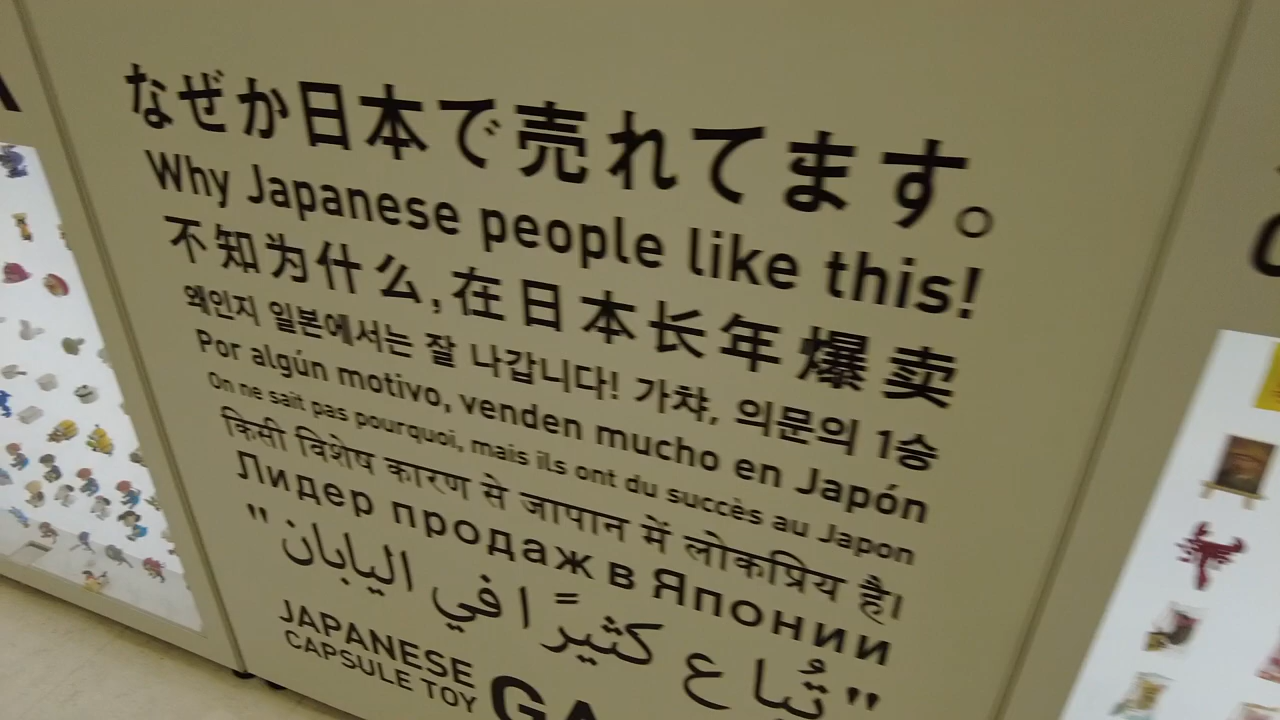 なぜか日本で売れてます。
Why Japanese people like this!
不知为什么,在日本长年爆卖
왜인지 일본에서는 잘 나갑니다! 가챠, 의문의 1승
Por algún motivo, venden mucho en Japón
On ne sait pas pourquoi, mais ils ont du succès au Japon
किसी विशेष कारण से जापान में लोकप्रिय है।
Лидер продаж в Японии
"تُباع كثيرًا في اليابان"
JAPANESE
CAPSULE TOY